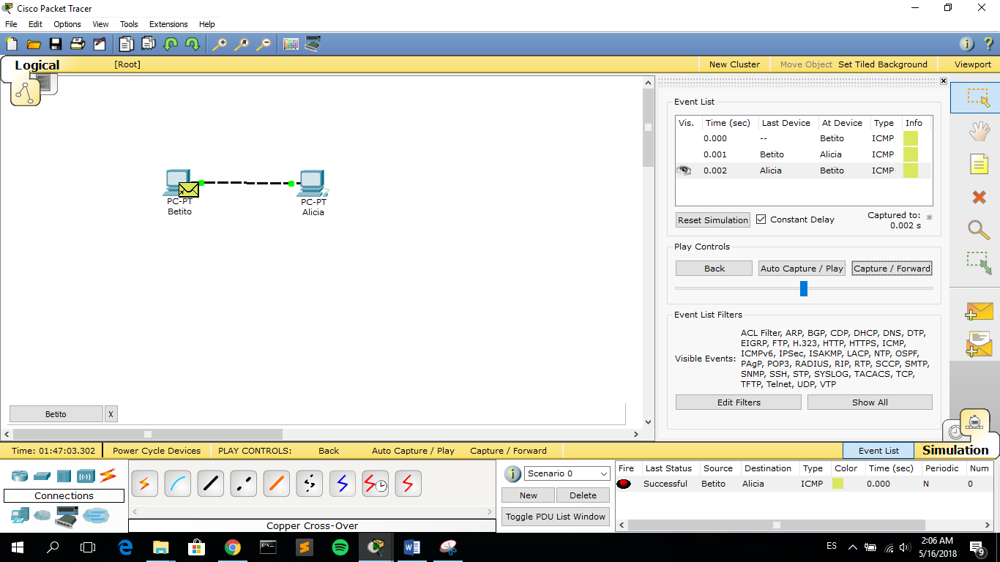 Cisco Packet Tracer
File Edit Options View Tools Extensions Help
Logical [Root] New Cluster Move Object Set Tiled Background Viewport
Event List
Vis. Time (sec) Last Device At Device Type Info
0.000 -- Betito ICMP
0.001 Betito Alicia ICMP
0.002 Alicia Betito ICMP
PC-PT
Betito
PC-PT
Alicia
Reset Simulation Constant Delay Captured to: *
0.002 s
Play Controls
Back Auto Capture / Play Capture / Forward
Event List Filters
Visible Events:
ACL Filter, ARP, BGP, CDP, DHCP, DNS, DTP,
EIGRP, FTP, H.323, HTTP, HTTPS, ICMP,
ICMPv6, IPSec, ISAKMP, LACP, NTP, OSPF,
PAgP, POP3, RADIUS, RIP, RTP, SCCP, SMTP,
SNMP, SSH, STP, SYSLOG, TACACS, TCP,
TFTP, Telnet, UDP, VTP
Edit Filters Show All
Betito X
Time: 01:47:03.302 Power Cycle Devices PLAY CONTROLS: Back Auto Capture / Play Capture / Forward Event List Simulation
Connections
Copper Cross-Over
Scenario 0
New Delete
Toggle PDU List Window
Fire Last Status Source Destination Type Color Time (sec) Periodic Num
Successful Betito Alicia ICMP 0.000 N 0
ES
2:06 AM
5/16/2018
9